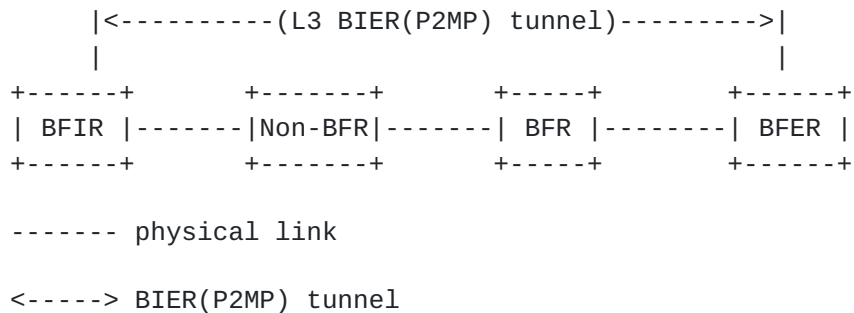 |<----------(L3 BIER(P2MP) tunnel)--------->|
|                                           |
+------+       +-------+       +-----+       +------+
| BFIR |-------|Non-BFR|-------| BFR |--------| BFER |
+------+       +-------+       +-----+       +------+
------- physical link
<-----> BIER(P2MP) tunnel